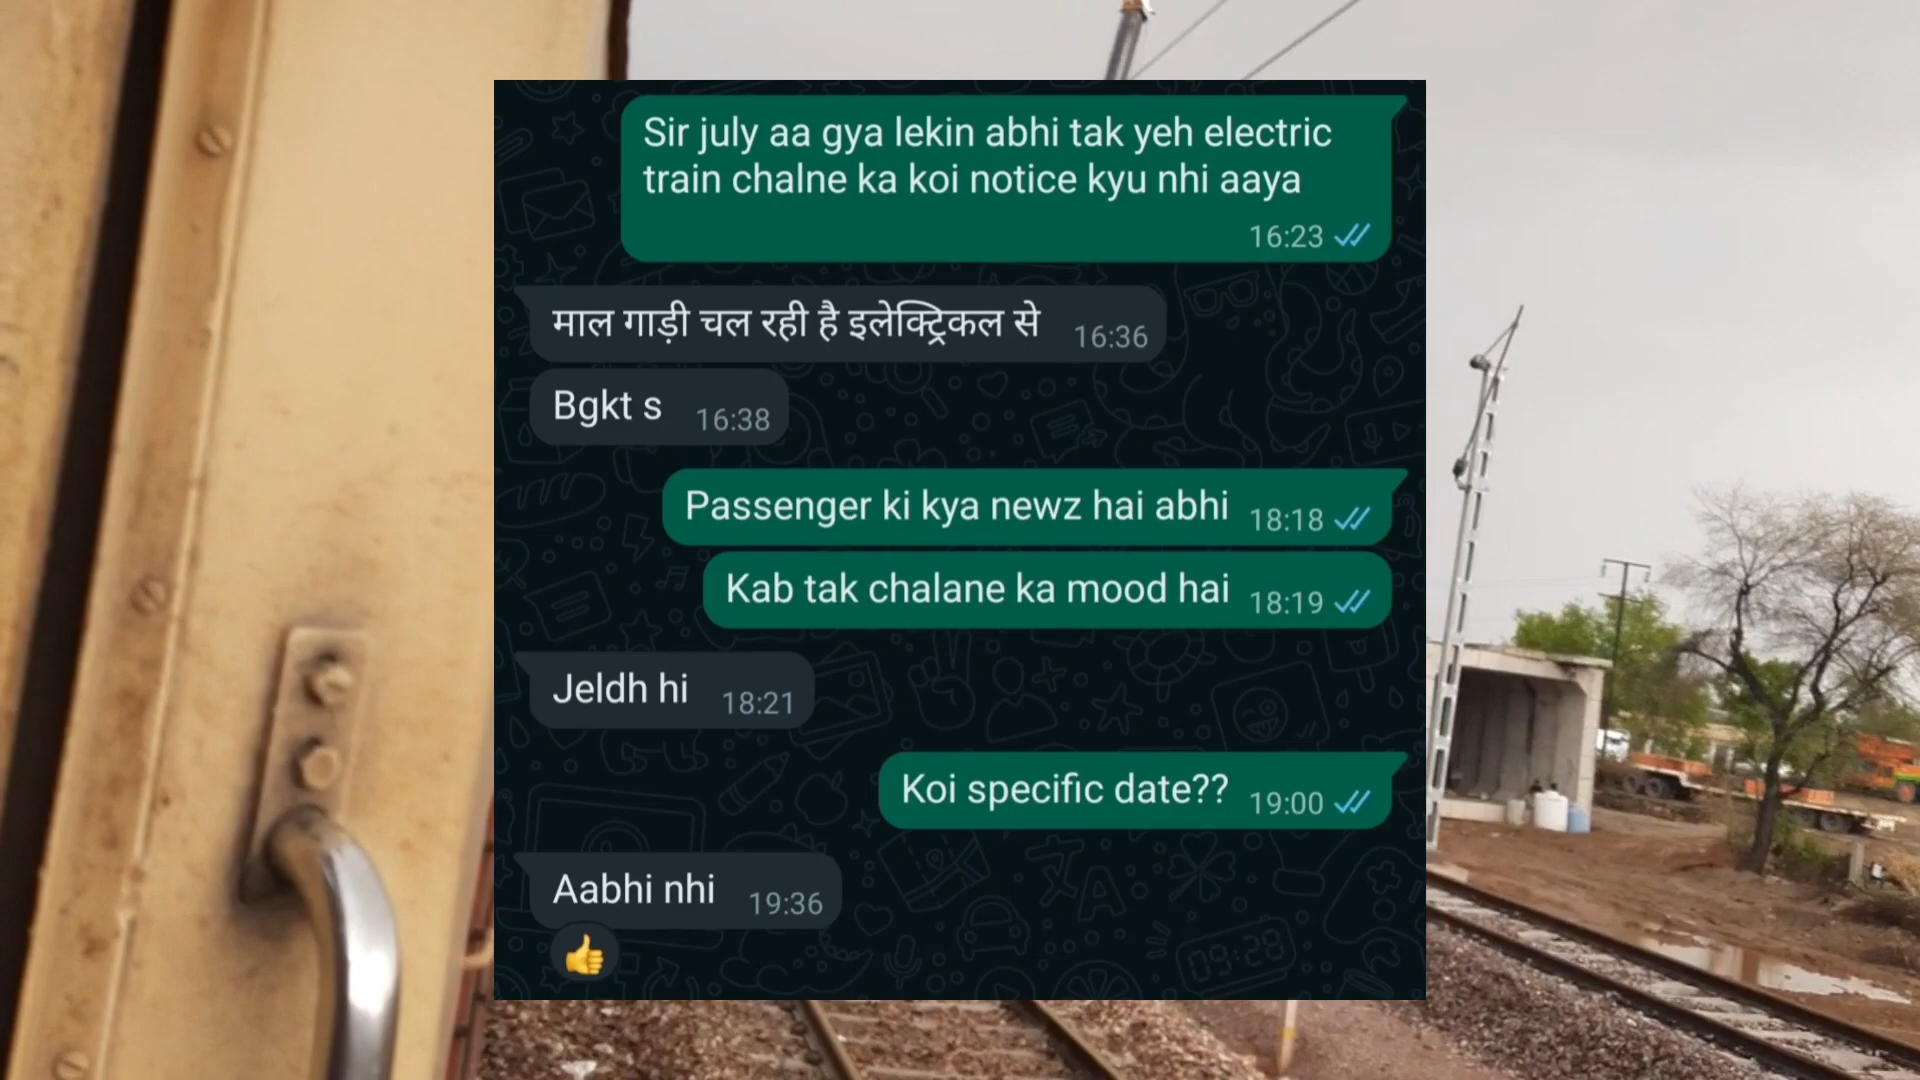 Sir july aa gya lekin abhi tak yeh electric
train chalne ka koi notice kyu nhi aaya
16:23
माल गाड़ी चल रही है इलेक्ट्रिकल से 16:36
Bgkt s 16:38
Passenger ki kya newz hai abhi 18:18
Kab tak chalane ka mood hai 18:19
Jeldh hi 18:21
Koi specific date?? 19:00
Aabhi nhi 19:36
09:28